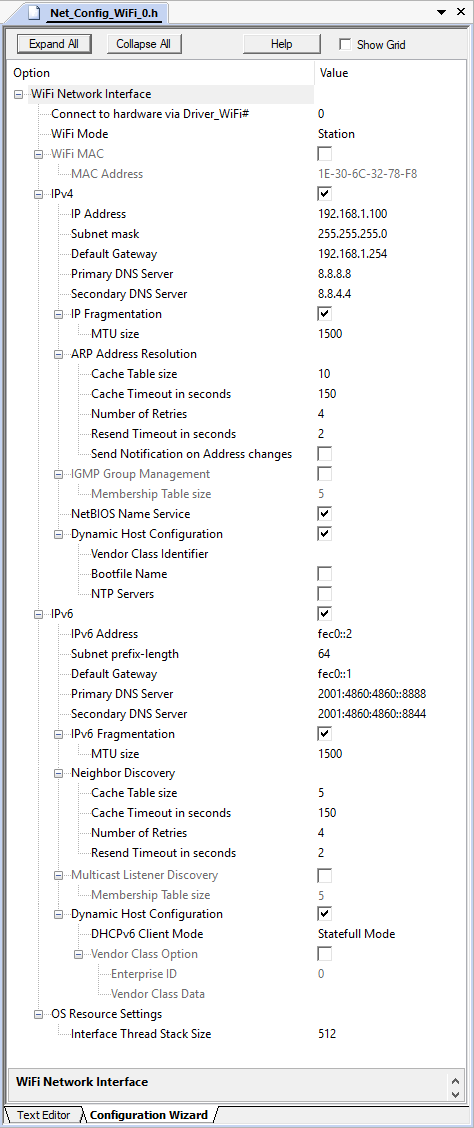 Net_Config_WiFi_0.h
Expand All Collapse All Help Show Grid
Option Value
WiFi Network Interface
Connect to hardware via Driver_WiFi# 0
WiFi Mode Station
WiFi MAC
MAC Address 1E-30-6C-32-78-F8
IPv4
IP Address 192.168.1.100
Subnet mask 255.255.255.0
Default Gateway 192.168.1.254
Primary DNS Server 8.8.8.8
Secondary DNS Server 8.8.4.4
IP Fragmentation
MTU size 1500
ARP Address Resolution
Cache Table size 10
Cache Timeout in seconds 150
Number of Retries 4
Resend Timeout in seconds 2
Send Notification on Address changes
IGMP Group Management
Membership Table size 5
NetBIOS Name Service
Dynamic Host Configuration
Vendor Class Identifier
Bootfile Name
NTP Servers
IPv6
IPv6 Address fec0::2
Subnet prefix-length 64
Default Gateway fec0::1
Primary DNS Server 2001:4860:4860::8888
Secondary DNS Server 2001:4860:4860::8844
IPv6 Fragmentation
MTU size 1500
Neighbor Discovery
Cache Table size 5
Cache Timeout in seconds 150
Number of Retries 4
Resend Timeout in seconds 2
Multicast Listener Discovery
Membership Table size 5
Dynamic Host Configuration
DHCPv6 Client Mode Statefull Mode
Vendor Class Option
Enterprise ID 0
Vendor Class Data
OS Resource Settings
Interface Thread Stack Size 512
WiFi Network Interface
Text Editor Configuration Wizard